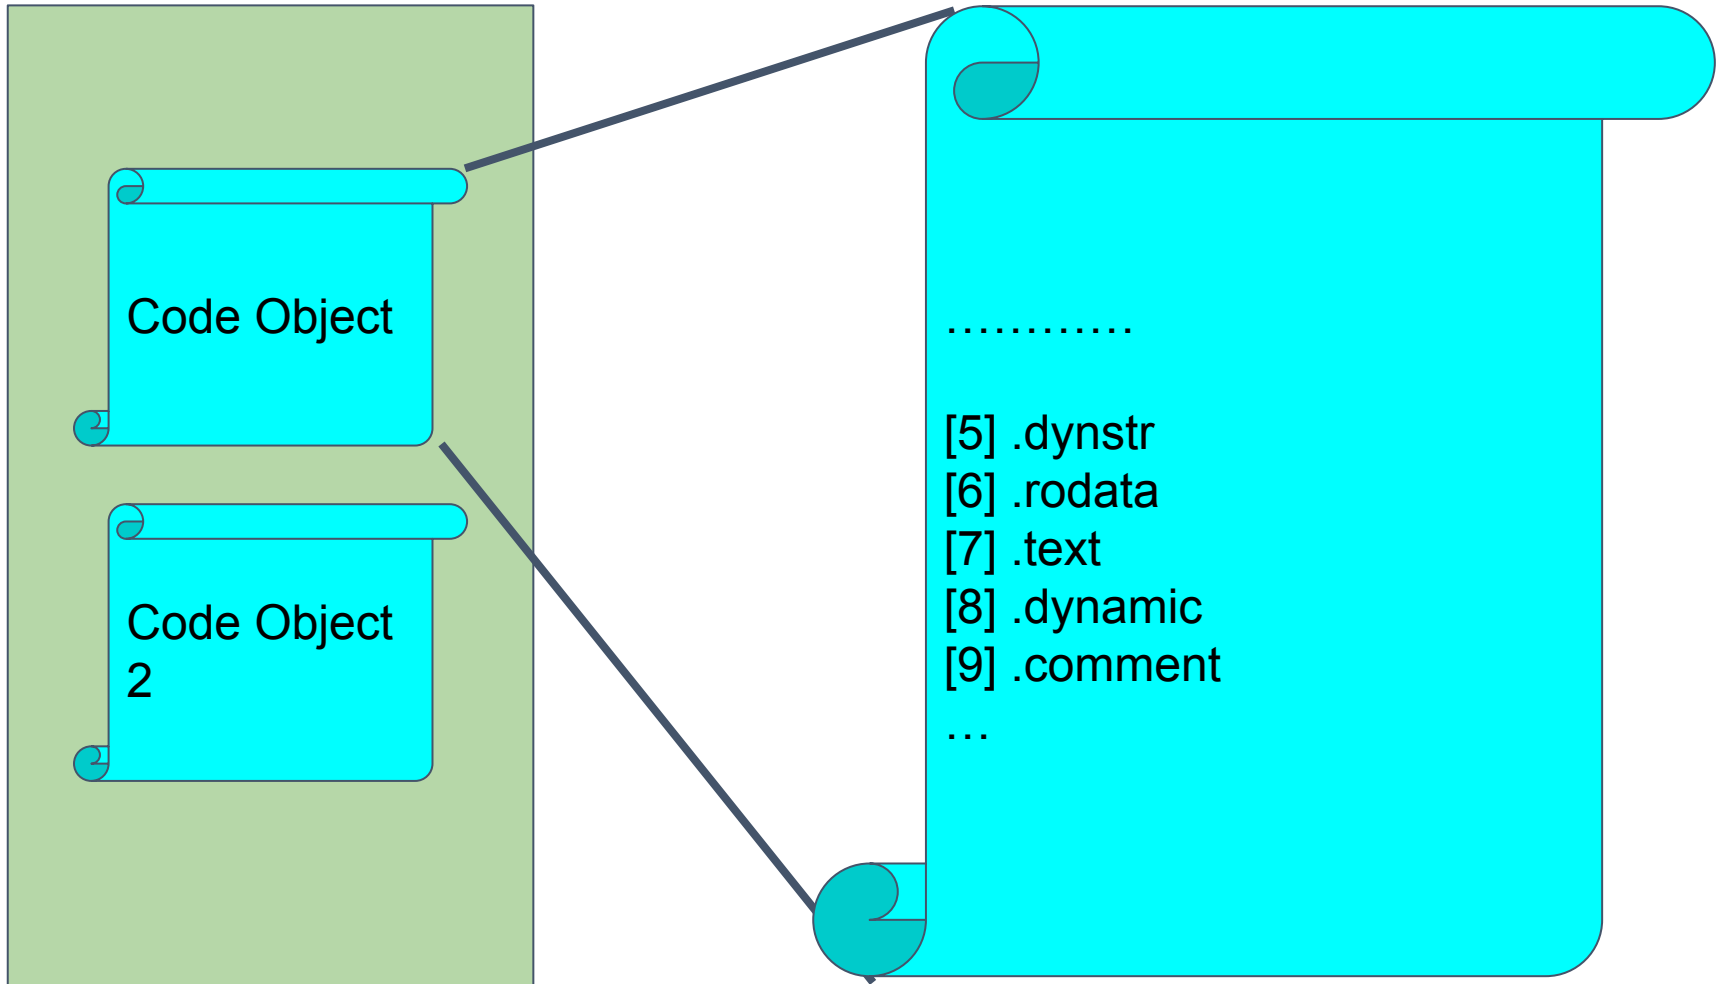 Code Object
Code Object
2
…………
[5] .dynstr
[6] .rodata
[7] .text
[8] .dynamic
[9] .comment
…